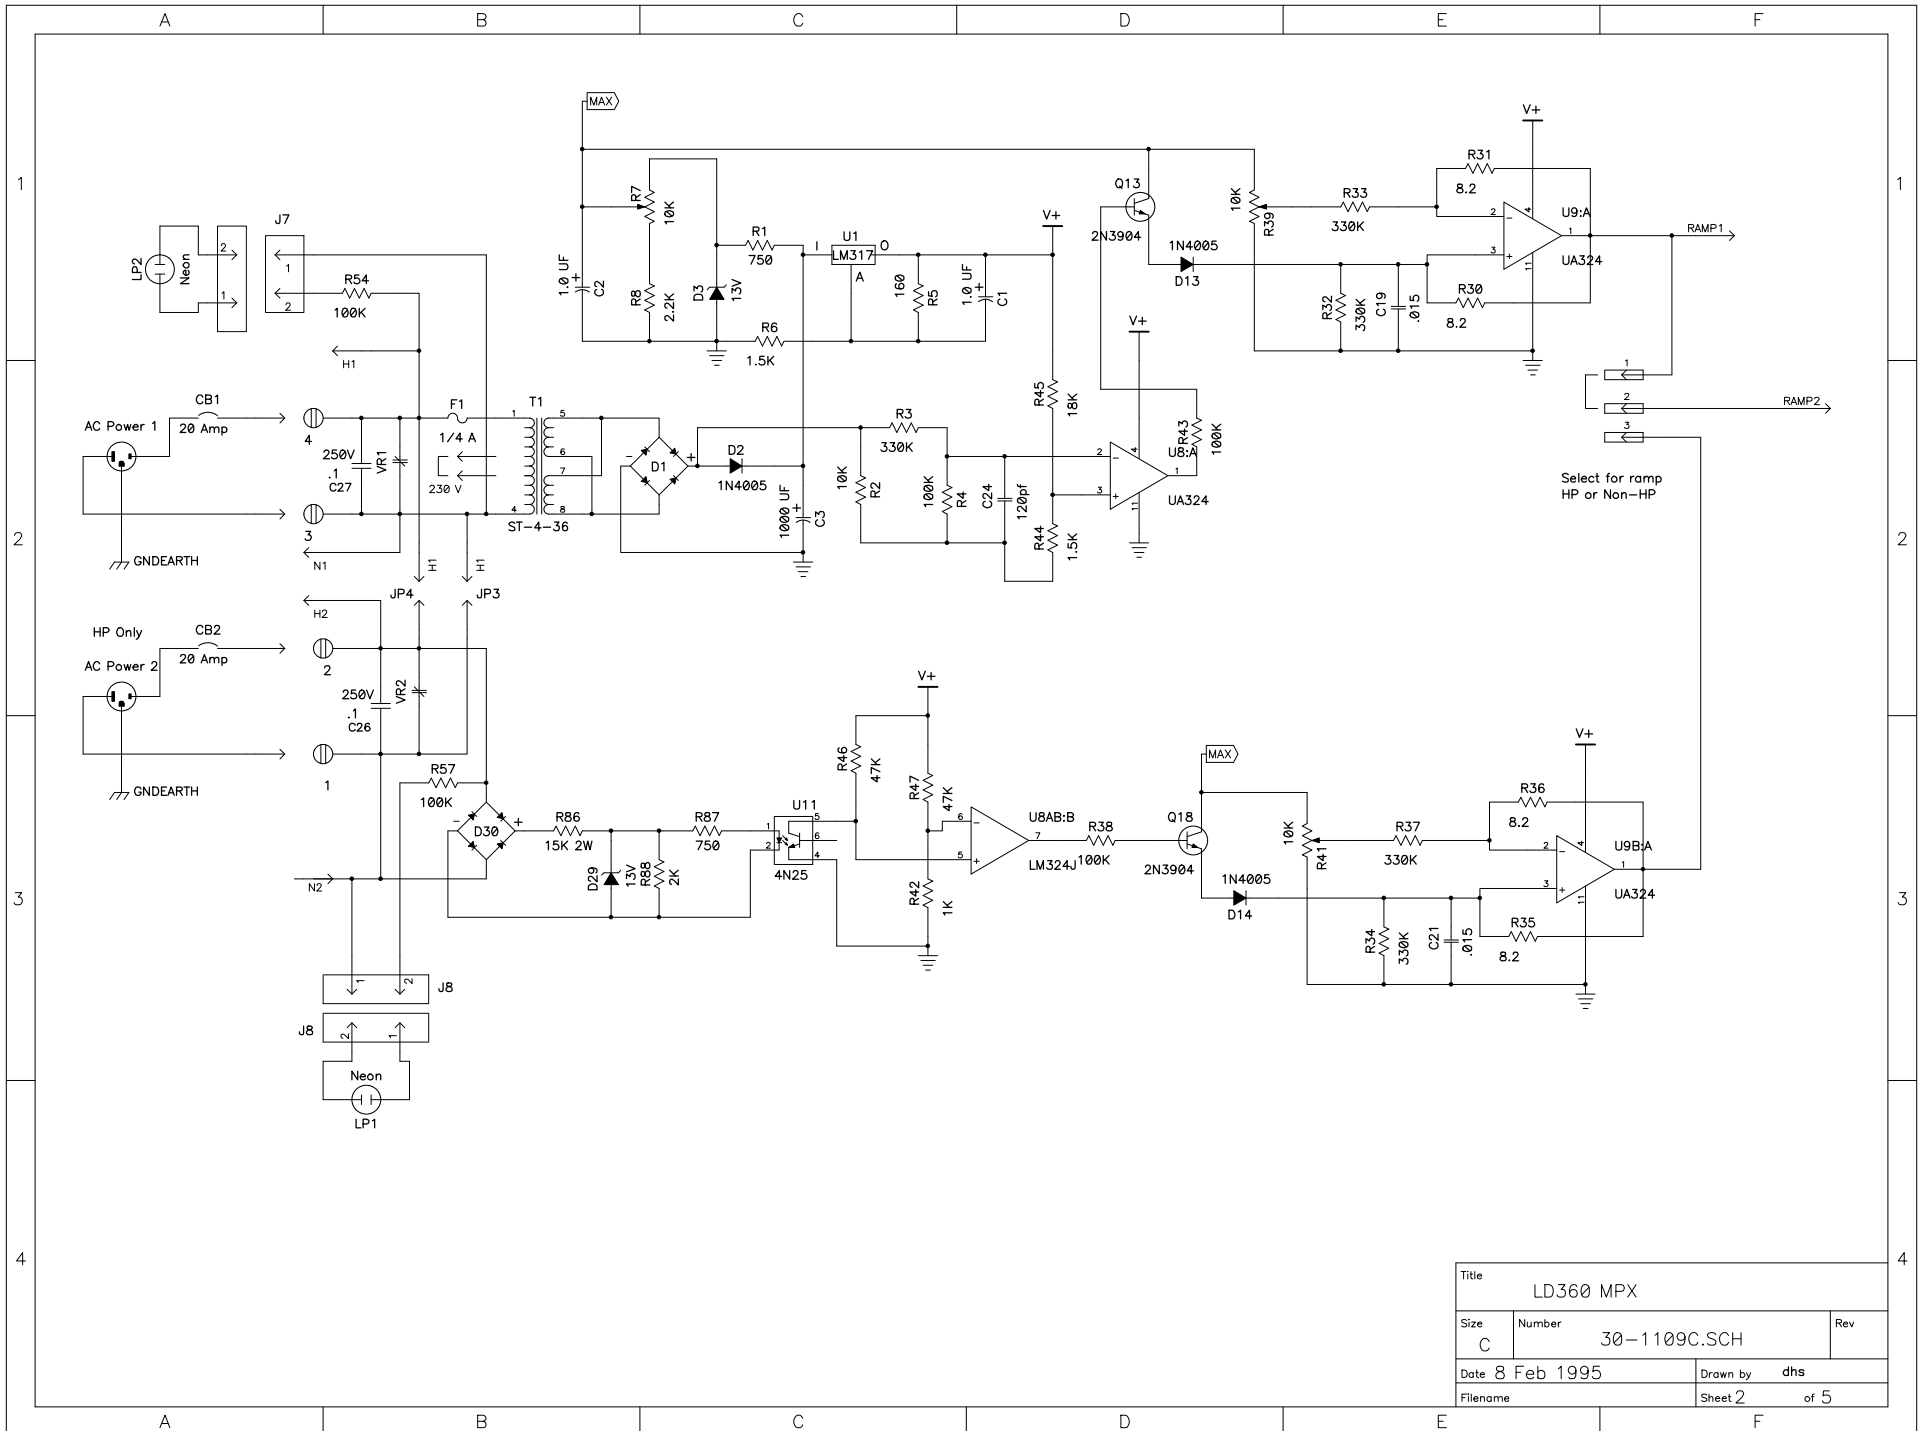 A B C D E F
1
MAX
V+
R31
8.2
R7
10K
Q13
2N3904
10K
R39
R33
330K
2
4
U9:A
1
3
11
UA324
RAMP1
1
J7
LP2
Neon
2
1
1
2
R54
100K
1.0 UF
+
C2
R8
2.2K
D3
13V
R1
750
I
U1
O
LM317
A
V+
160
R5
1.0 UF
+
C1
1N4005
D13
R32
330K
C19
.015
R30
8.2
R6
1.5K
H1
V+
1
2
3
RAMP2
Select for ramp
HP or Non-HP
AC Power 1
CB1
20 Amp
4
3
250V
.1
C27
VR1
F1
1/4 A
230 V
T1
1
4
5
6
7
8
ST-4-36
-
D1
+
D2
1N4005
1000 UF
+
C3
10K
R2
R3
330K
100K
R4
C24
120pf
R45
18K
R44
1.5K
2
3
4
11
1
U8:A
UA324
R43
100K
2
2
GNDEARTH
N1
H1
H1
JP4
JP3
H2
HP Only
CB2
20 Amp
AC Power 2
2
1
250V
.1
C26
VR2
GNDEARTH
R57
100K
-
D30
+
N2
R86
15K 2W
D29
13V
R88
2K
R87
750
U11
1
2
5
6
4
4N25
V+
R46
47K
R47
47K
R42
1K
6
5
-
+
7
U8AB:B
LM324J
R38
100K
Q18
2N3904
MAX
1N4005
D14
10K
R41
R37
330K
R34
330K
C21
.015
V+
R36
8.2
2
3
4
11
1
U9B:A
UA324
R35
8.2
3
3
1
2
J8
J8
2
1
Neon
LP1
4
4
Title
LD360 MPX
Size
C
Number
30-1109C.SCH
Rev
Date 8 Feb 1995
Drawn by dhs
Filename
Sheet 2 of 5
A B C D E F